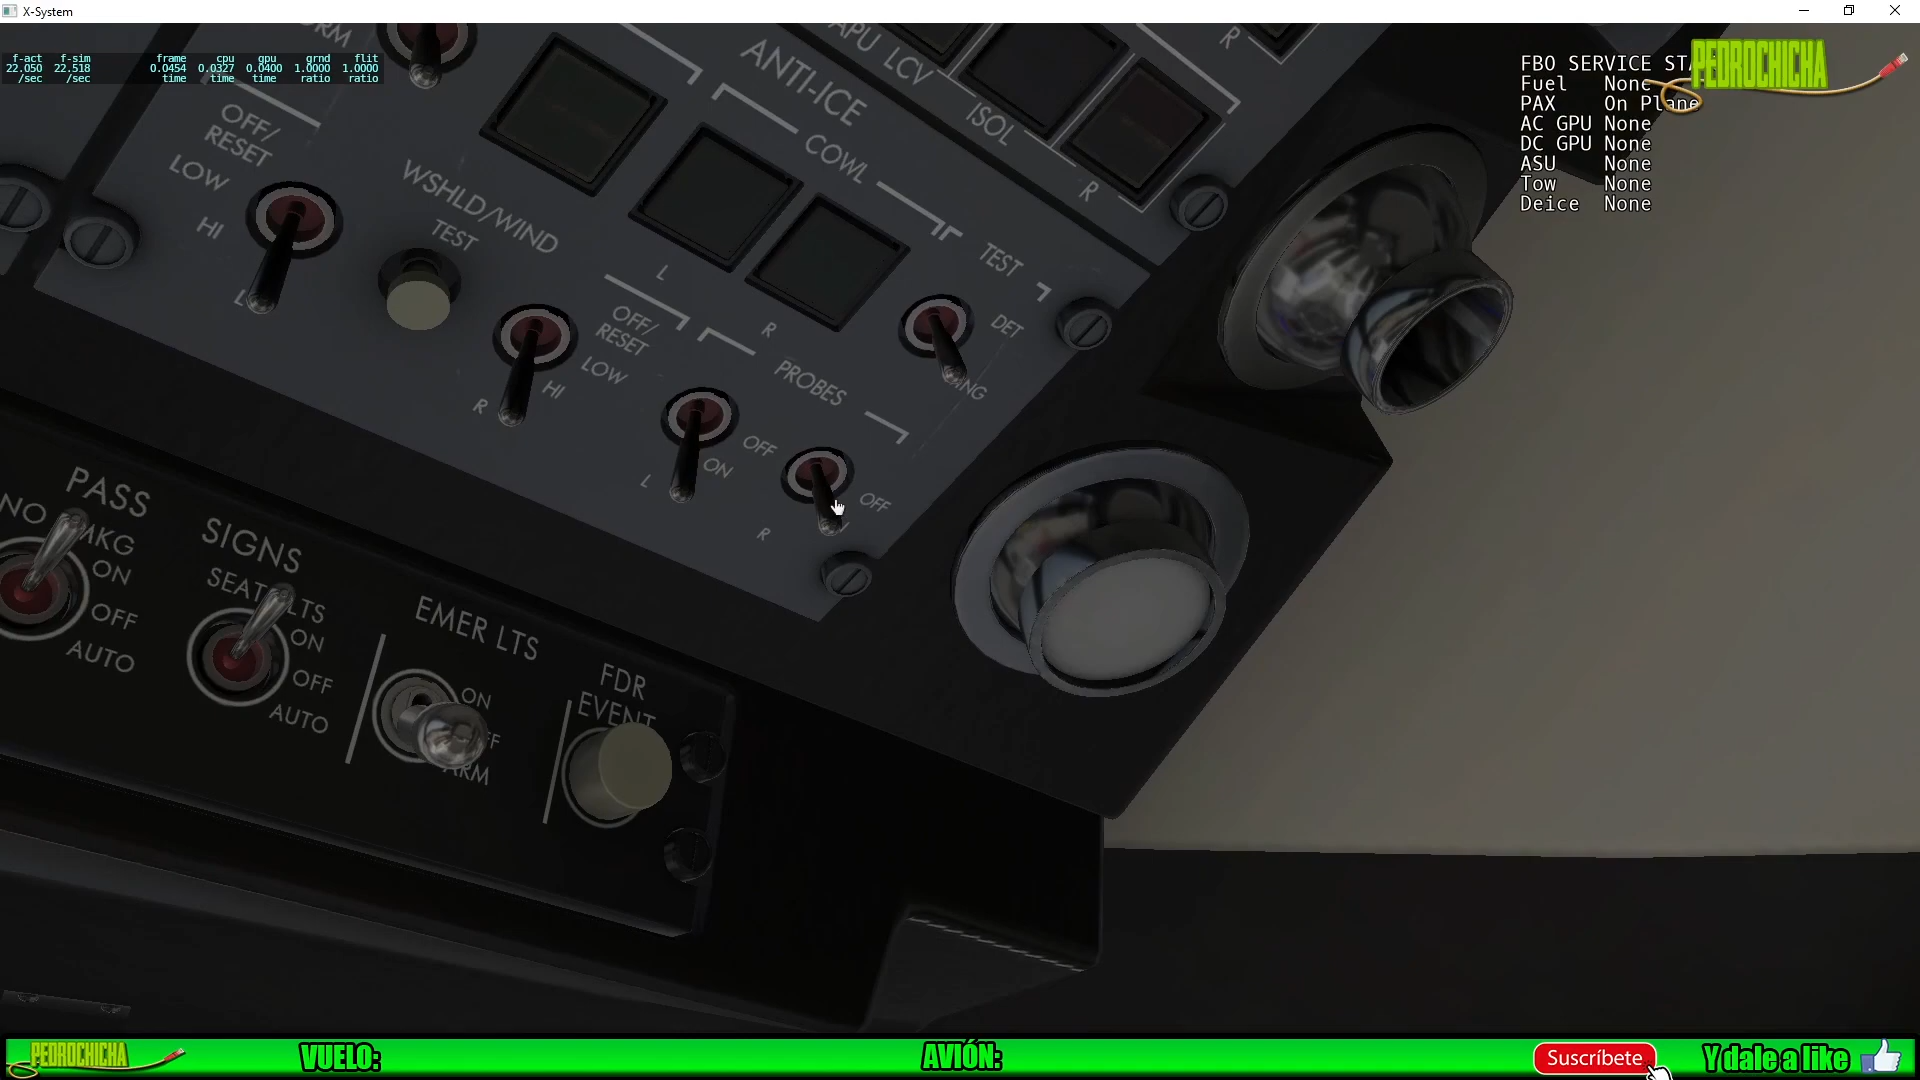 X-System
f-act f-sim frame cpu gpu grnd flit
22.050 22.518 0.0454 0.0327 0.0400 1.0000 1.0000
/sec /sec time time time ratio ratio
FBO SERVICE
PEDROCHICHA
Fuel None
PAX On Plane
AC GPU None
DC GPU None
ASU None
Tow None
Deice None
APU LCV
R
ISOL
R
ANTI-ICE
COWL
L
R
TEST
DET
OFF/
RESET
LOW
HI
WSHLD/WIND
TEST
OFF/
RESET
LOW
HI
R
PROBES
OFF
ON
L
OFF
R
PASS
NO
ON
OFF
AUTO
SIGNS
ON
OFF
AUTO
EMER LTS
ON
ARM
FDR
EVENT
PEDROCHICHA
VUELO:
AVIÓN:
Suscríbete
Y dale a like